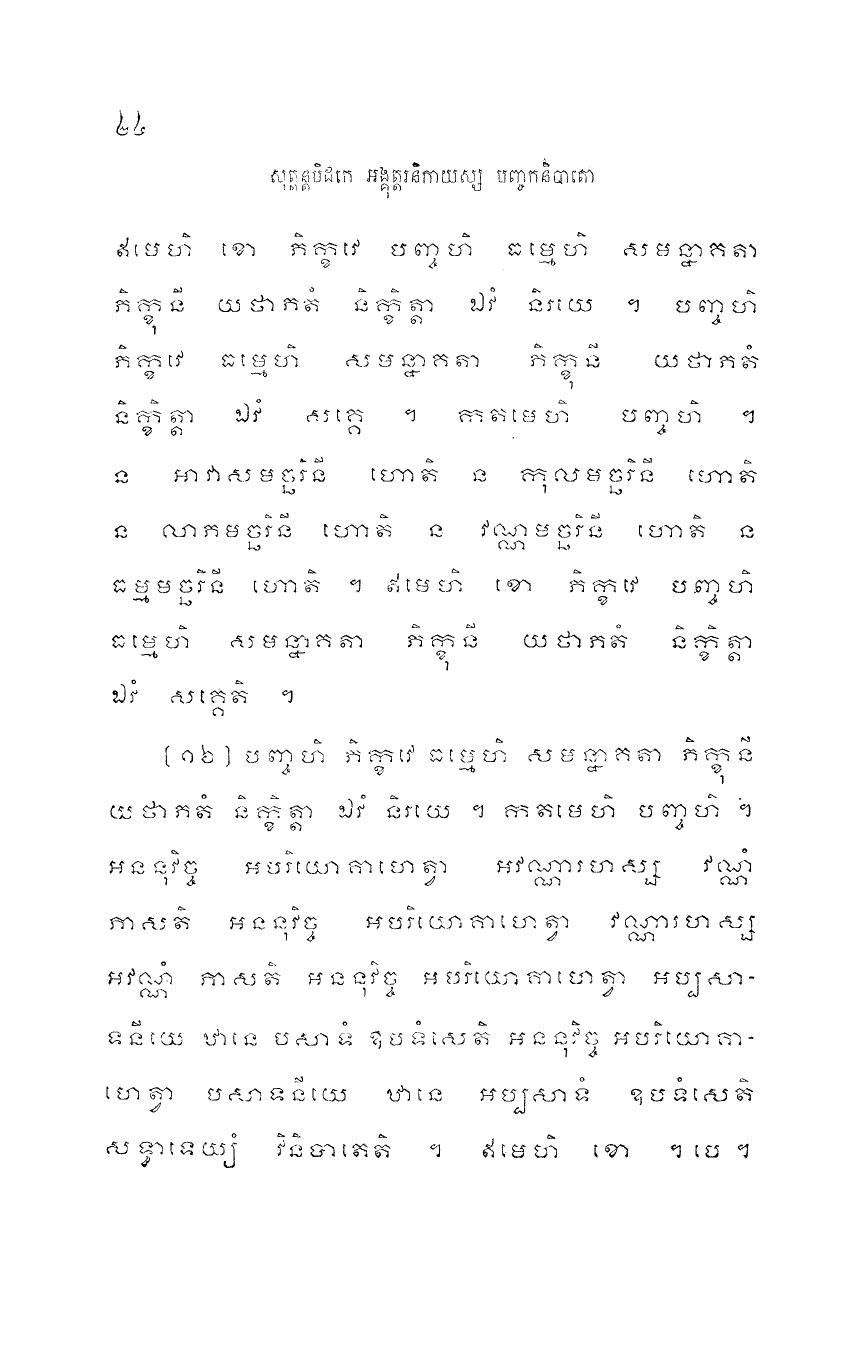 ៤៤
សុត្តន្តបិដកេ អង្គុត្តរនិកាយស្ស បញ្ចកនិបាតោ
ឥមេហិ ខោ ភិក្ខវេ បញ្ចហិ ធម្មេហិ សមន្នាគតា
ភិក្ខុនី យថាភតំ និក្ខិត្តា ឯវំ និរយេ ។ បញ្ចហិ
ភិក្ខវេ ធម្មេហិ សមន្នាគតា ភិក្ខុនី យថាភតំ
និក្ខិត្តា ឯវំ សគ្គេ ។ កតមេហិ បញ្ចហិ ។
ន អាវាសមច្ឆរិនី ហោតិ ន កុលមច្ឆរិនី ហោតិ
ន លាភមច្ឆរិនី ហោតិ ន វណ្ណមច្ឆរិនី ហោតិ ន
ធម្មមច្ឆរិនី ហោតិ ។ ឥមេហិ ខោ ភិក្ខវេ បញ្ចហិ
ធម្មេហិ សមន្នាគតា ភិក្ខុនី យថាភតំ និក្ខិត្តា
ឯវំ សគ្គេតិ ។
(១៦) បញ្ចហិ ភិក្ខវេ ធម្មេហិ សមន្នាគតា ភិក្ខុនី
យថាភតំ និក្ខិត្តា ឯវំ និរយេ ។ កតមេហិ បញ្ចហិ ។
អននុវិច្ច អបរិយោគាហេត្វា អវណ្ណារហស្ស វណ្ណំ
ភាសតិ អននុវិច្ច អបរិយោគាហេត្វា វណ្ណារហស្ស
អវណ្ណំ ភាសតិ អននុវិច្ច អបរិយោគាហេត្វា អប្បសា-
ទនីយេ ឋានេ បសាទំ ឧបទំសេតិ អននុវិច្ច អបរិយោគា-
ហេត្វា បសាទនីយេ ឋានេ អប្បសាទំ ឧបទំសេតិ
សទ្ធាទេយ្យំ វិនិបាតេតិ ។ ឥមេហិ ខោ ។ បេ ។